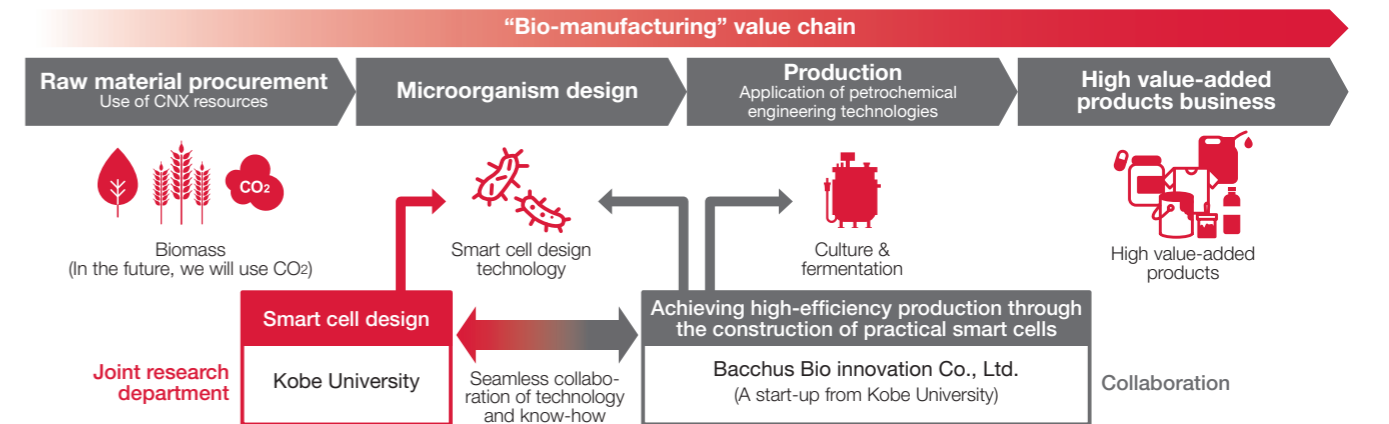 “Bio-manufacturing” value chain
Raw material procurement
Use of CNX resources
Microorganism design
Production
Application of petrochemical
engineering technologies
High value-added
products business
CO2
Biomass
(In the future, we will use CO2)
Smart cell design
technology
Culture &
fermentation
High value-added
products
Smart cell design
Kobe University
Joint research
department
Seamless collabo-
ration of technology
and know-how
Achieving high-efficiency production through
the construction of practical smart cells
Bacchus Bio innovation Co., Ltd.
(A start-up from Kobe University)
Collaboration